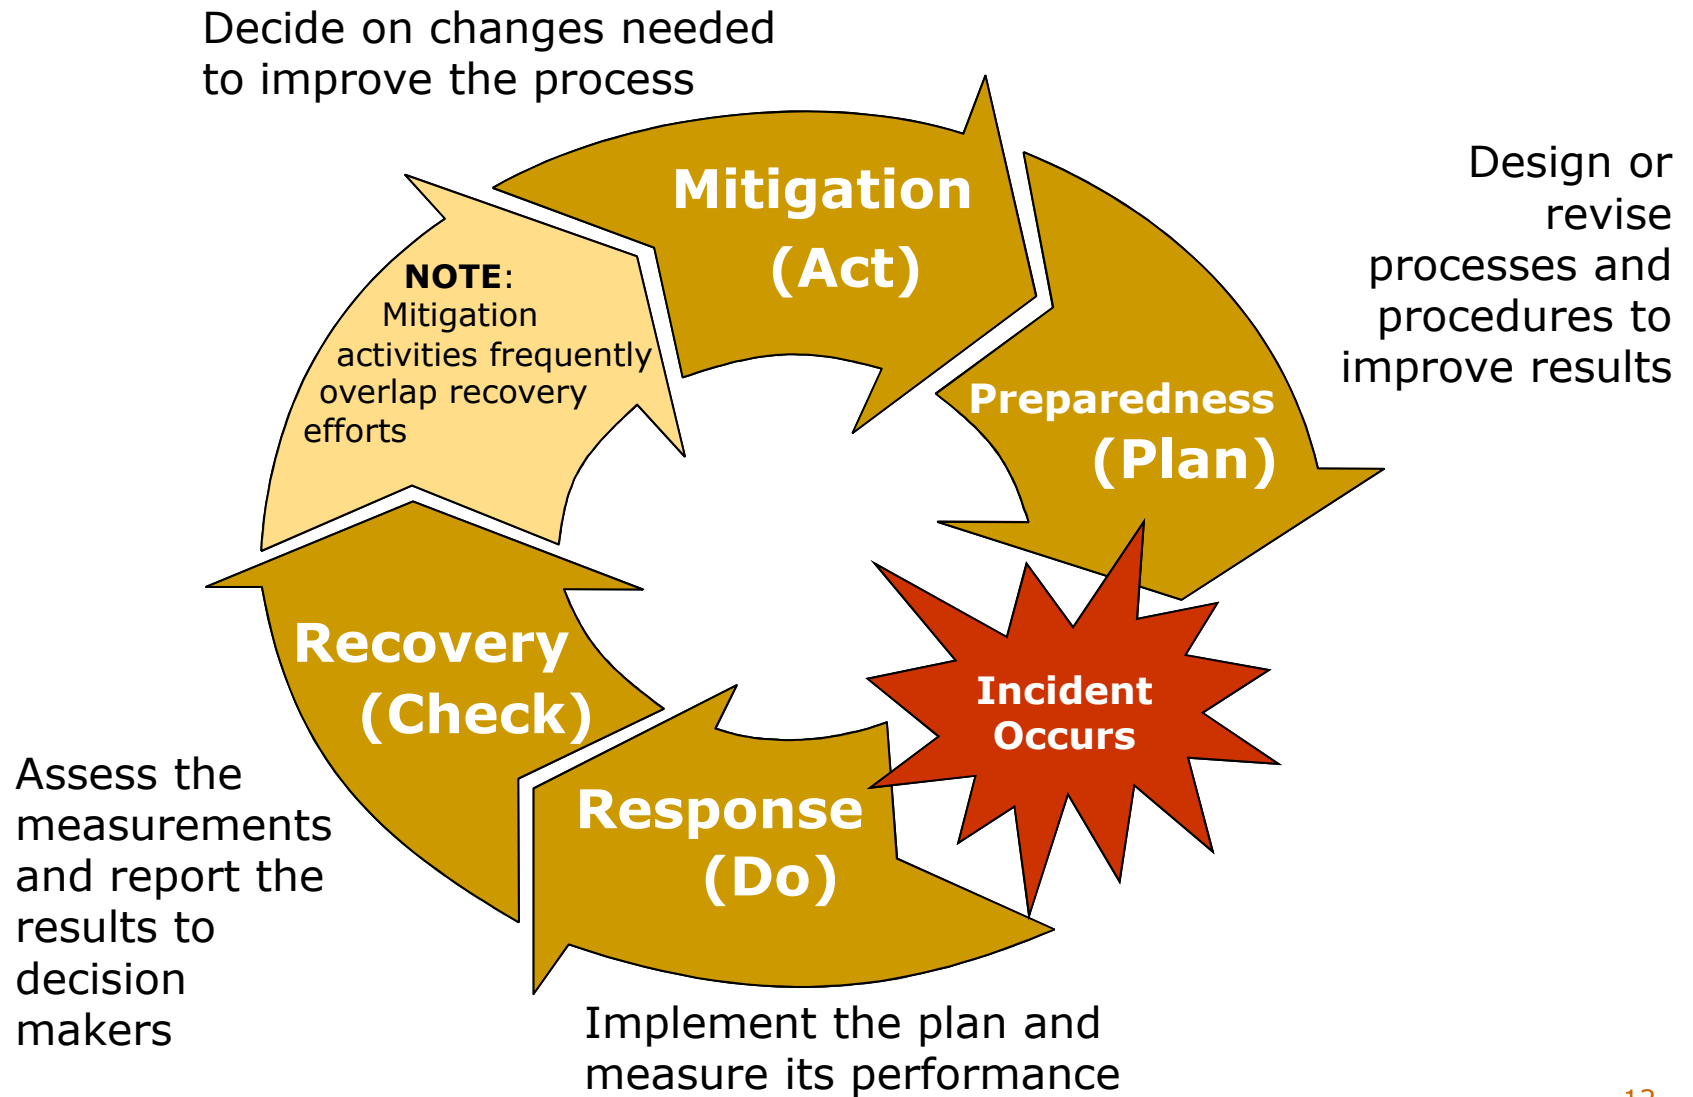 Decide on changes needed
to improve the process
Mitigation
(Act)
Design or
revise
processes and
procedures to
improve results
NOTE:
Mitigation
activities frequently
overlap recovery
efforts
Preparedness
(Plan)
Incident
Occurs
Recovery
(Check)
Response
(Do)
Assess the
measurements
and report the
results to
decision
makers
Implement the plan and
measure its performance